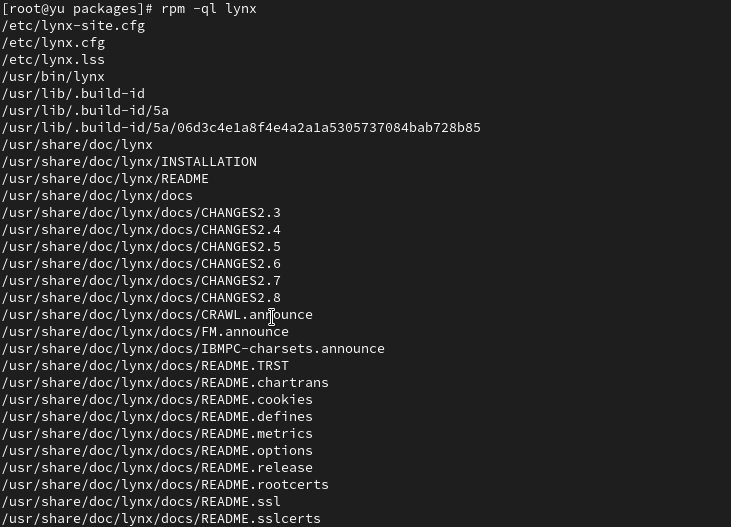 [root@yu packages]# rpm -ql lynx
/etc/lynx-site.cfg
/etc/lynx.cfg
/etc/lynx.lss
/usr/bin/lynx
/usr/lib/.build-id
/usr/lib/.build-id/5a
/usr/lib/.build-id/5a/06d3c4e1a8f4e4a2a1a5305737084bab728b85
/usr/share/doc/lynx
/usr/share/doc/lynx/INSTALLATION
/usr/share/doc/lynx/README
/usr/share/doc/lynx/docs
/usr/share/doc/lynx/docs/CHANGES2.3
/usr/share/doc/lynx/docs/CHANGES2.4
/usr/share/doc/lynx/docs/CHANGES2.5
/usr/share/doc/lynx/docs/CHANGES2.6
/usr/share/doc/lynx/docs/CHANGES2.7
/usr/share/doc/lynx/docs/CHANGES2.8
/usr/share/doc/lynx/docs/CRAWL.announce
/usr/share/doc/lynx/docs/FM.announce
/usr/share/doc/lynx/docs/IBMPC-charsets.announce
/usr/share/doc/lynx/docs/README.TRST
/usr/share/doc/lynx/docs/README.chartrans
/usr/share/doc/lynx/docs/README.cookies
/usr/share/doc/lynx/docs/README.defines
/usr/share/doc/lynx/docs/README.metrics
/usr/share/doc/lynx/docs/README.options
/usr/share/doc/lynx/docs/README.release
/usr/share/doc/lynx/docs/README.rootcerts
/usr/share/doc/lynx/docs/README.ssl
/usr/share/doc/lynx/docs/README.sslcerts